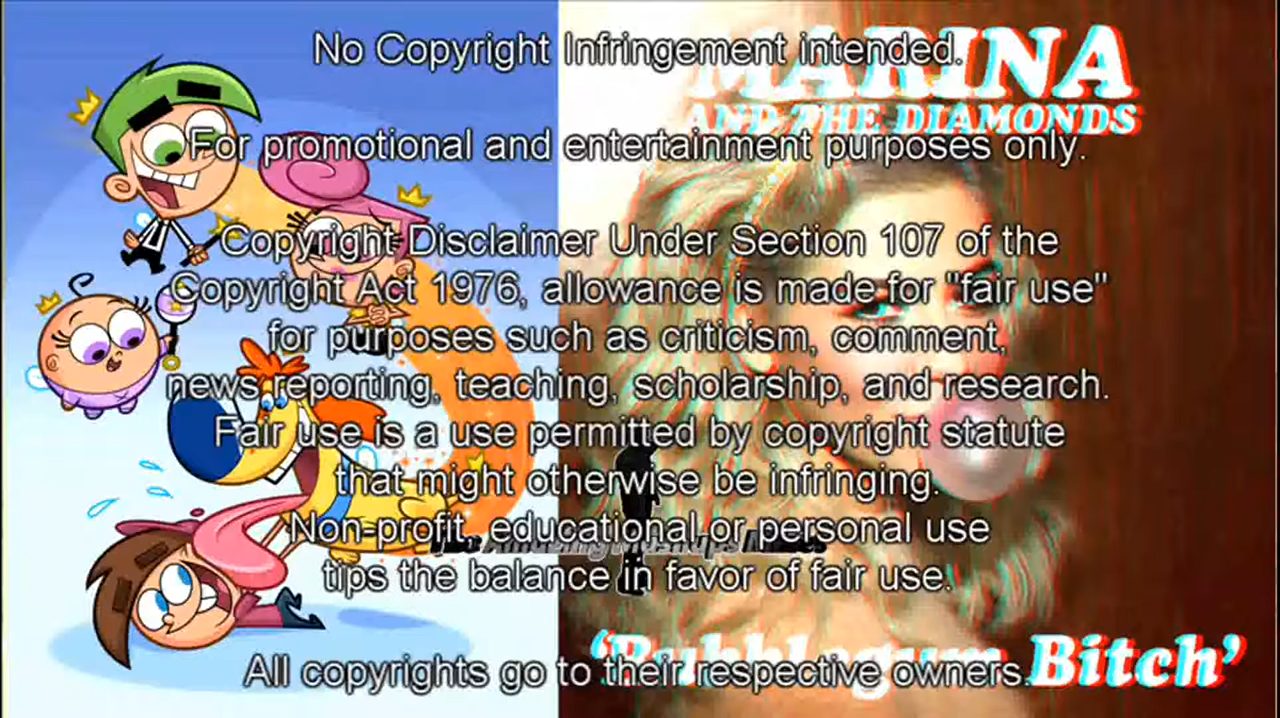 No Copyright Infringement intended.
MARINA
AND THE DIAMONDS
For promotional and entertainment purposes only.
Copyright Disclaimer Under Section 107 of the
Copyright Act 1976, allowance is made for "fair use"
for purposes such as criticism, comment,
news reporting, teaching, scholarship, and research.
Fair use is a use permitted by copyright statute
that might otherwise be infringing.
Non-profit, educational or personal use
tips the balance in favor of fair use.
'Bubblegum Bitch'
All copyrights go to their respective owners.